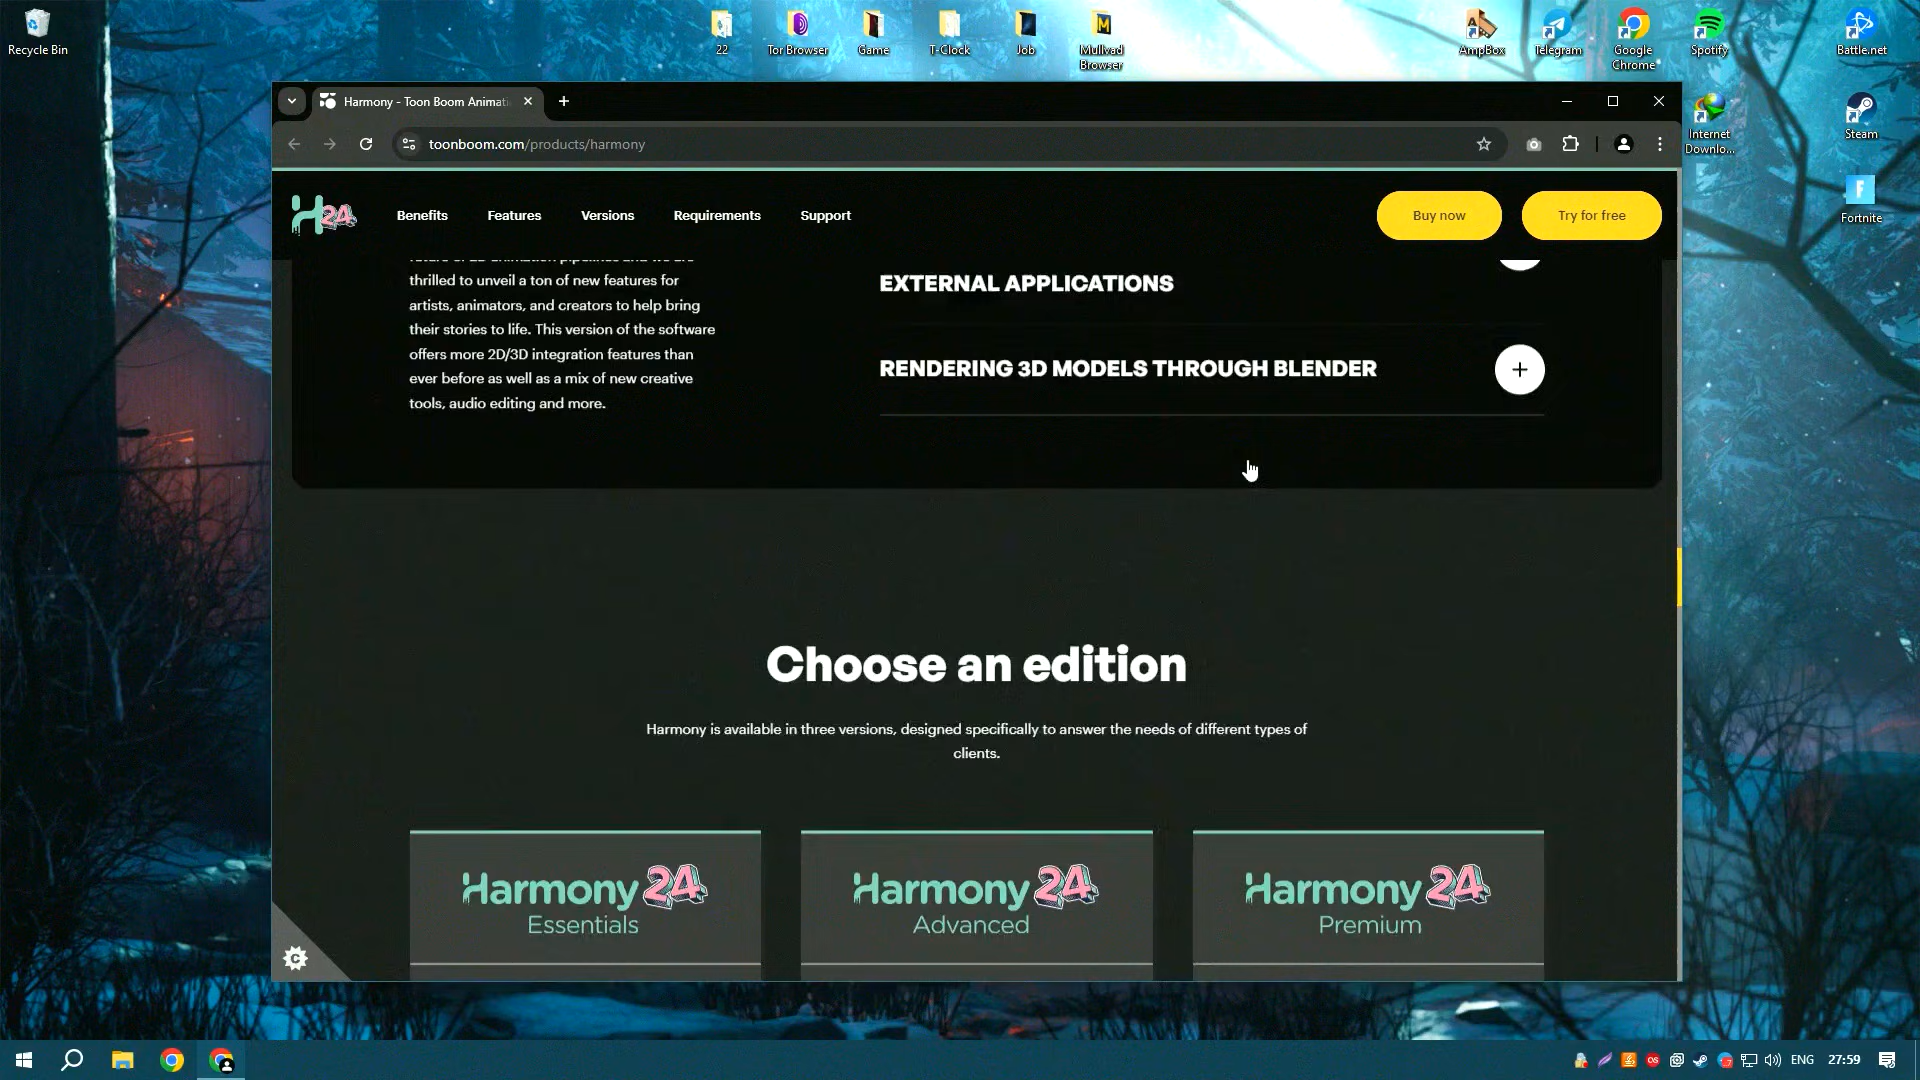 Recycle Bin
22
Tor Browser
Game
T-Clock
Job
Mullvad
Browser
AmpBox
Telegram
Google
Chrome
Spotify
Battle.net
Internet
Downlo...
Steam
Fortnite
Harmony - Toon Boom Animati
toonboom.com/products/harmony
H24
Benefits
Features
Versions
Requirements
Support
Buy now
Try for free
thrilled to unveil a ton of new features for
artists, animators, and creators to help bring
their stories to life. This version of the software
offers more 2D/3D integration features than
ever before as well as a mix of new creative
tools, audio editing and more.
EXTERNAL APPLICATIONS
RENDERING 3D MODELS THROUGH BLENDER
Choose an edition
Harmony is available in three versions, designed specifically to answer the needs of different types of
clients.
Harmony 24
Essentials
Harmony 24
Advanced
Harmony 24
Premium
ENG
27:59